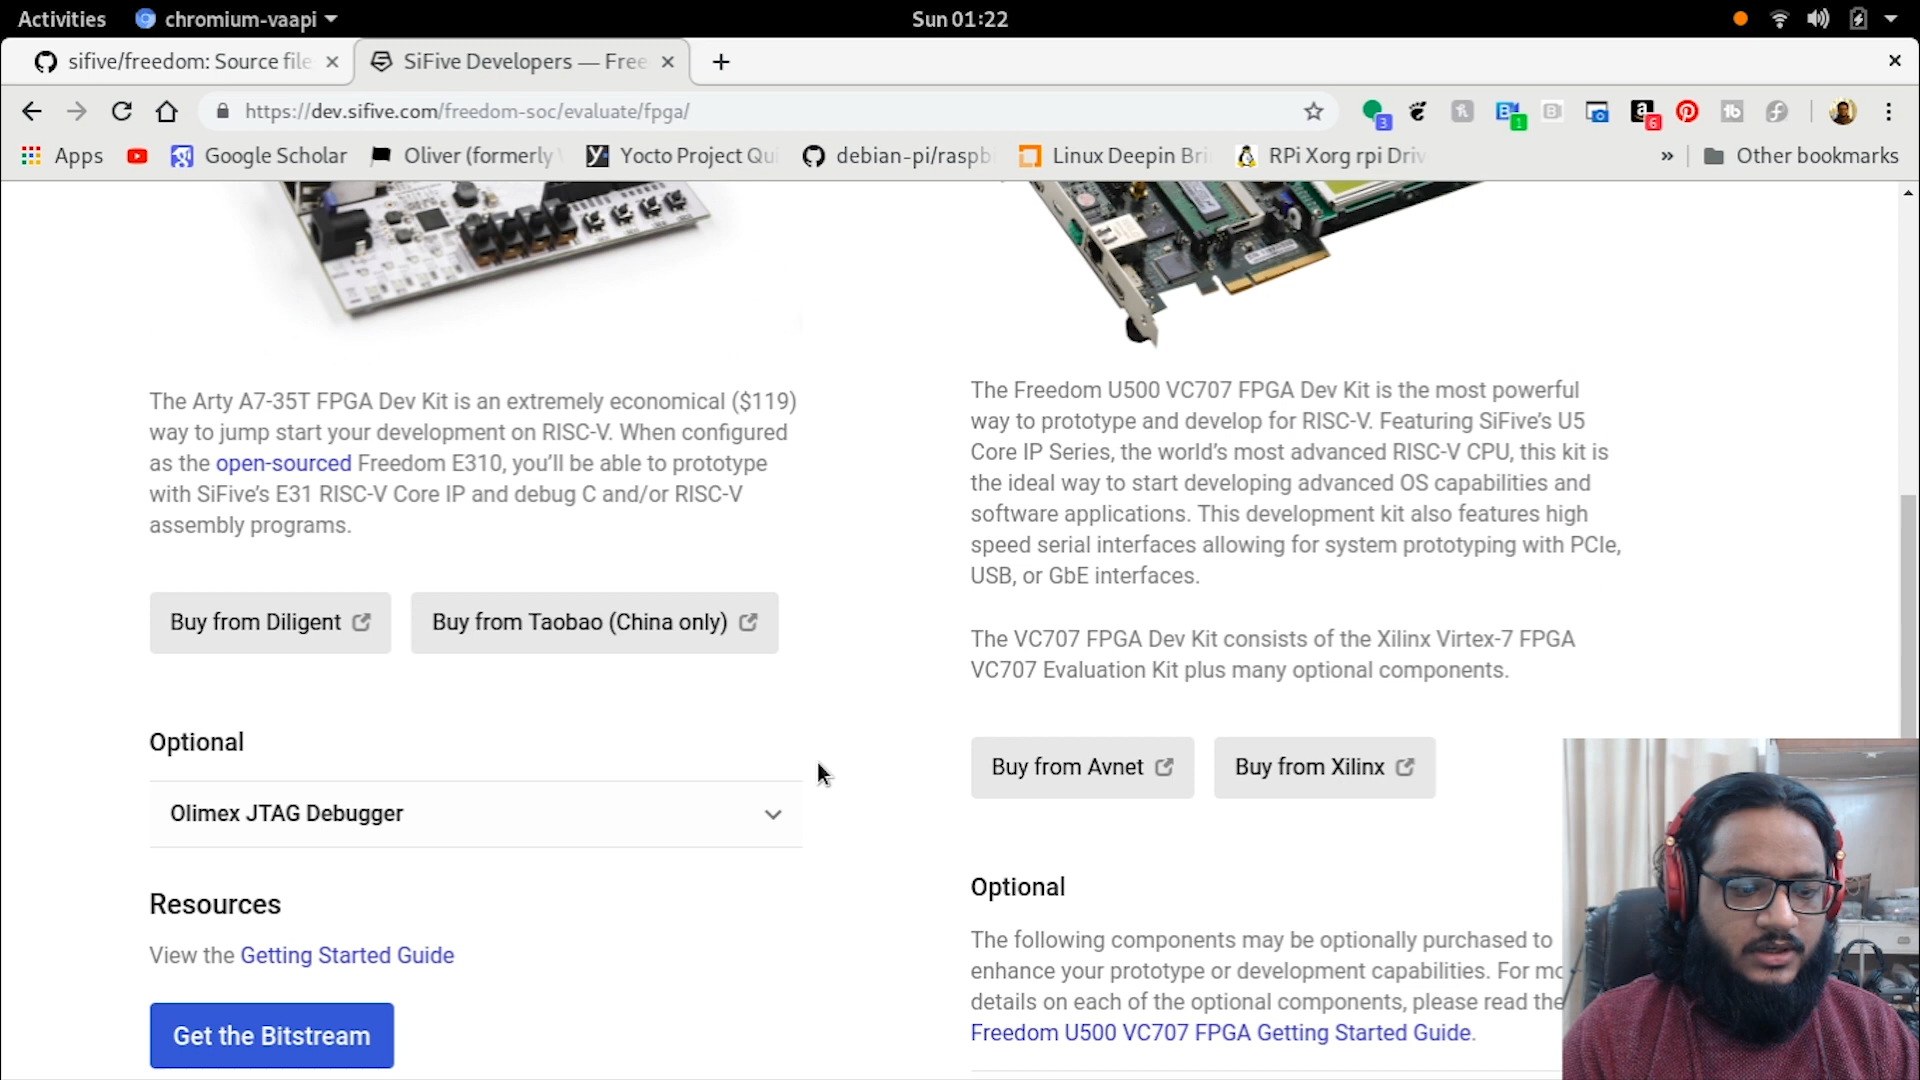 Activities
chromium-vaapi
Sun 01:22
sifive/freedom: Source file
SiFive Developers — Free
https://dev.sifive.com/freedom-soc/evaluate/fpga/
3
1
6
Apps
Google Scholar
Oliver (formerly
Yocto Project Qui
debian-pi/raspbi
Linux Deepin Bri
RPi Xorg rpi Driv
»
Other bookmarks
The Arty A7-35T FPGA Dev Kit is an extremely economical ($119)
way to jump start your development on RISC-V. When configured
as the open-sourced Freedom E310, you’ll be able to prototype
with SiFive’s E31 RISC-V Core IP and debug C and/or RISC-V
assembly programs.
Buy from Diligent
Buy from Taobao (China only)
Optional
Olimex JTAG Debugger
Resources
View the Getting Started Guide
Get the Bitstream
The Freedom U500 VC707 FPGA Dev Kit is the most powerful
way to prototype and develop for RISC-V. Featuring SiFive’s U5
Core IP Series, the world’s most advanced RISC-V CPU, this kit is
the ideal way to start developing advanced OS capabilities and
software applications. This development kit also features high
speed serial interfaces allowing for system prototyping with PCIe,
USB, or GbE interfaces.
The VC707 FPGA Dev Kit consists of the Xilinx Virtex-7 FPGA
VC707 Evaluation Kit plus many optional components.
Buy from Avnet
Buy from Xilinx
Optional
The following components may be optionally purchased to
enhance your prototype or development capabilities. For mo
details on each of the optional components, please read the
Freedom U500 VC707 FPGA Getting Started Guide.